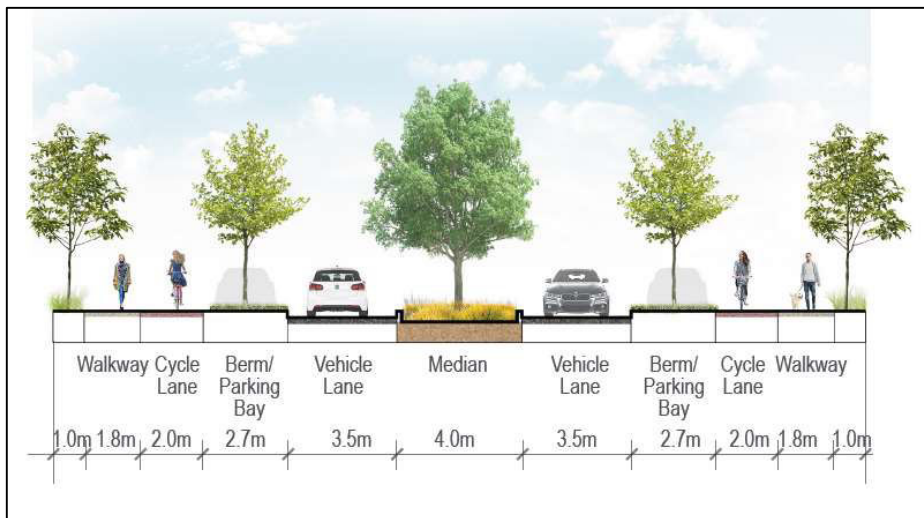 Walkway Cycle Lane Berm/ Parking Bay Vehicle Lane Median Vehicle Lane Berm/ Parking Bay Cycle Lane Walkway
1.0m 1.8m 2.0m 2.7m 3.5m 4.0m 3.5m 2.7m 2.0m 1.8m 1.0m